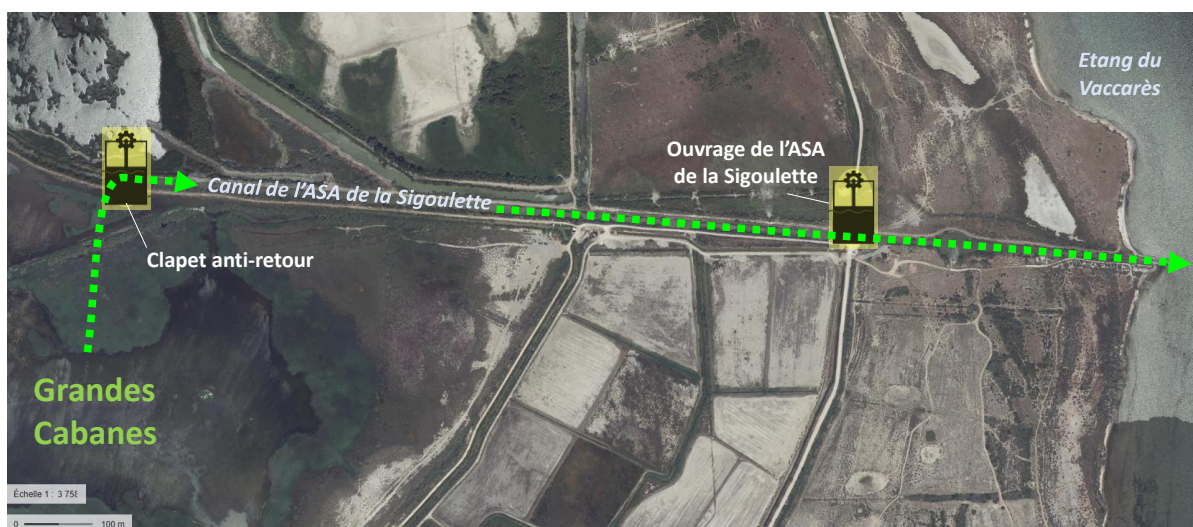 Etang du
Vaccarès
Ouvrage de l’ASA
de la Sigoulette
Canal de l’ASA de la Sigoulette
Clapet anti-retour
Grandes
Cabanes
Échelle 1 : 3 758
0 100 m